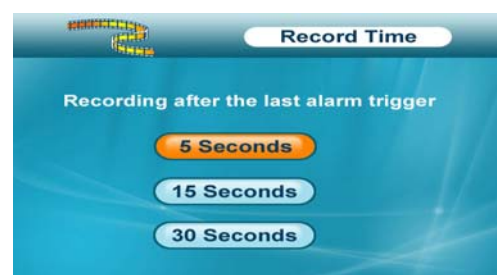 Record Time
Recording after the last alarm trigger
5 Seconds
15 Seconds
30 Seconds